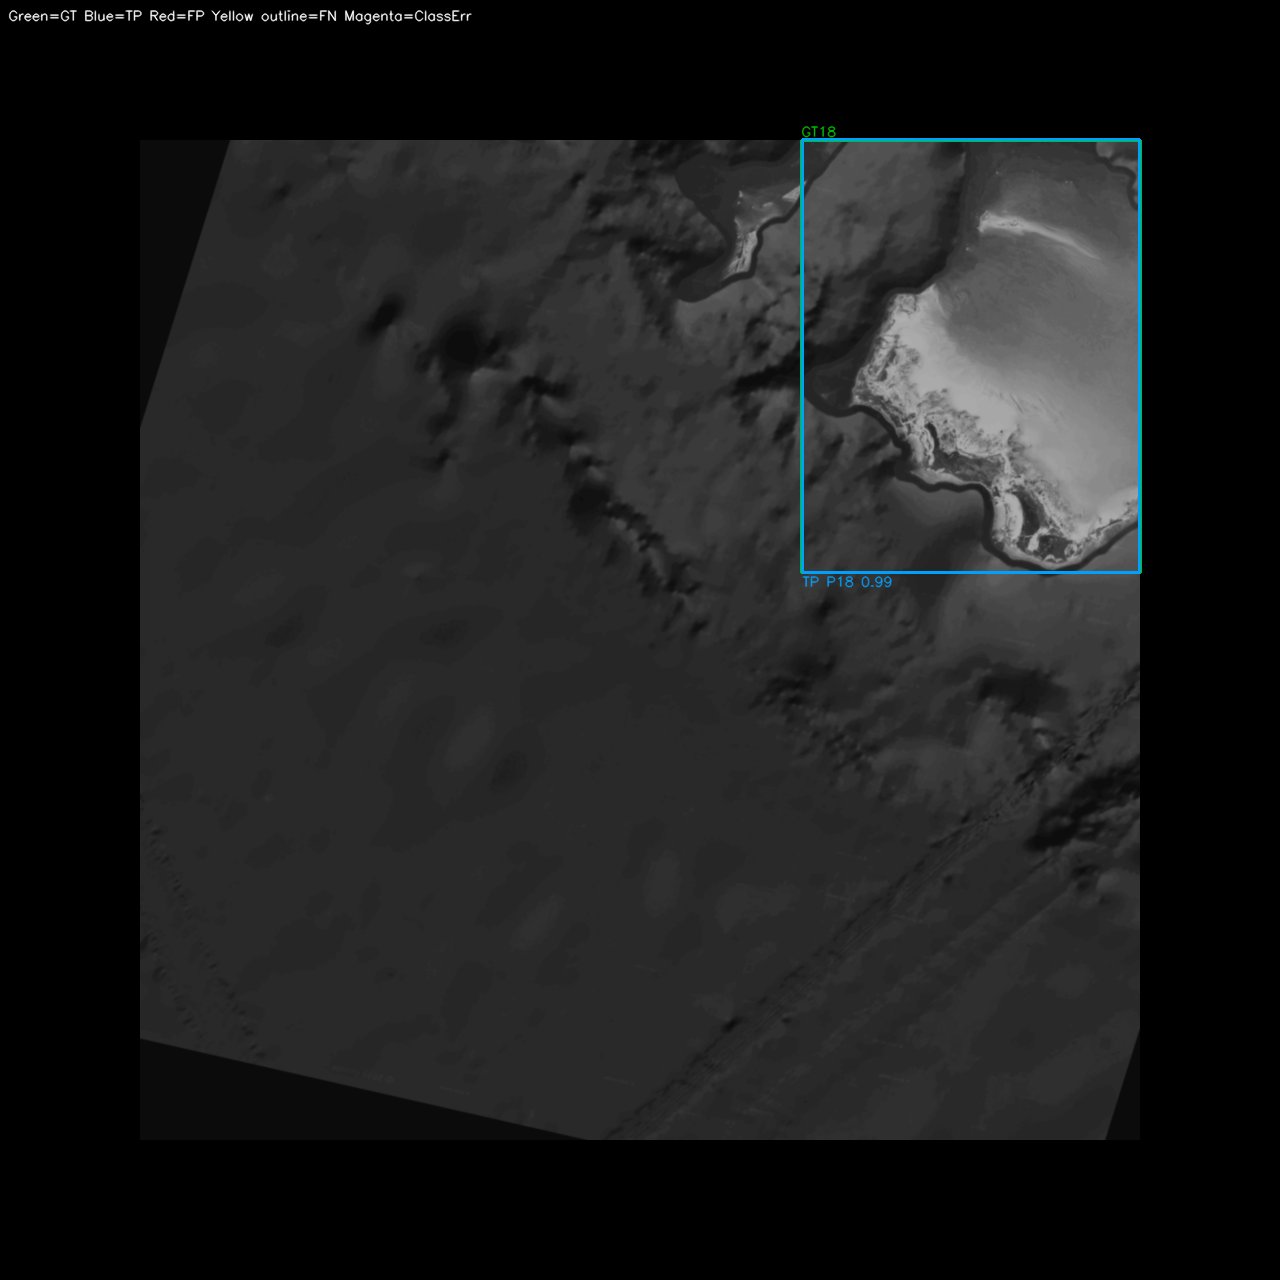 Green=GT Blue=TP Red=FP Yellow outline=FN Magenta=ClassErr
GT18
TP P18 0.99